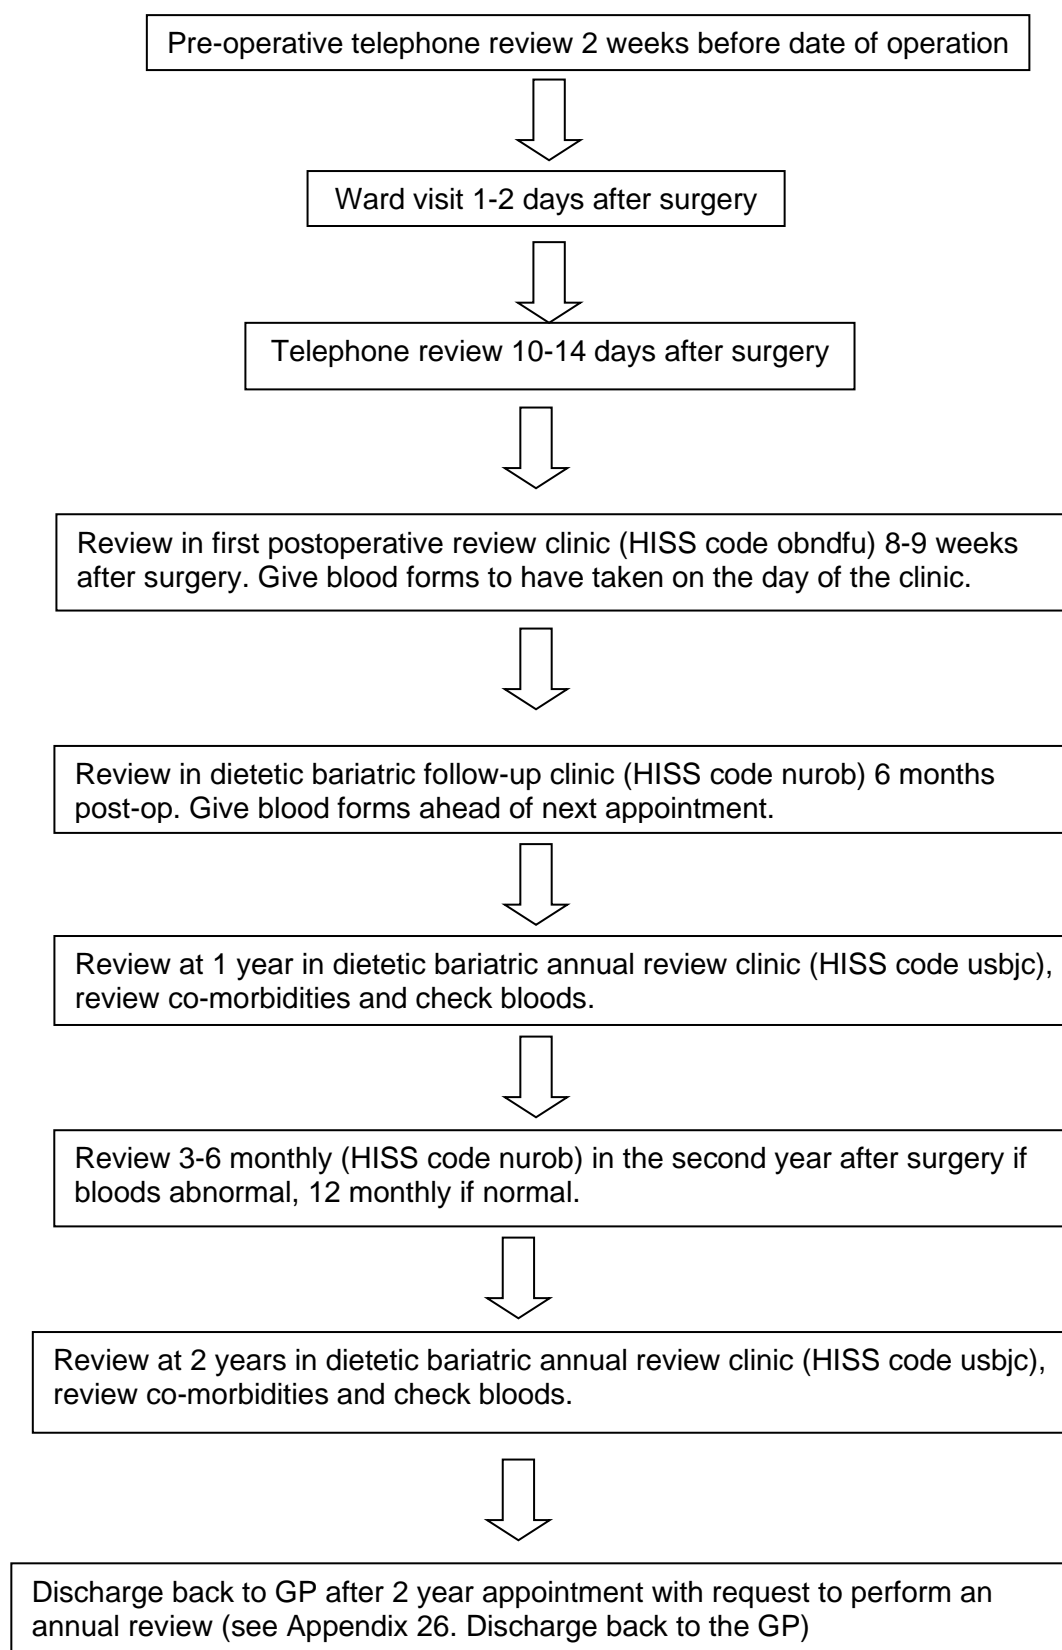 Pre-operative telephone review 2 weeks before date of operation
Ward visit 1-2 days after surgery
Telephone review 10-14 days after surgery
Review in first postoperative review clinic (HISS code obndfu) 8-9 weeks
after surgery. Give blood forms to have taken on the day of the clinic.
Review in dietetic bariatric follow-up clinic (HISS code nurob) 6 months
post-op. Give blood forms ahead of next appointment.
Review at 1 year in dietetic bariatric annual review clinic (HISS code usbjc),
review co-morbidities and check bloods.
Review 3-6 monthly (HISS code nurob) in the second year after surgery if
bloods abnormal, 12 monthly if normal.
Review at 2 years in dietetic bariatric annual review clinic (HISS code usbjc),
review co-morbidities and check bloods.
Discharge back to GP after 2 year appointment with request to perform an
annual review (see Appendix 26. Discharge back to the GP)